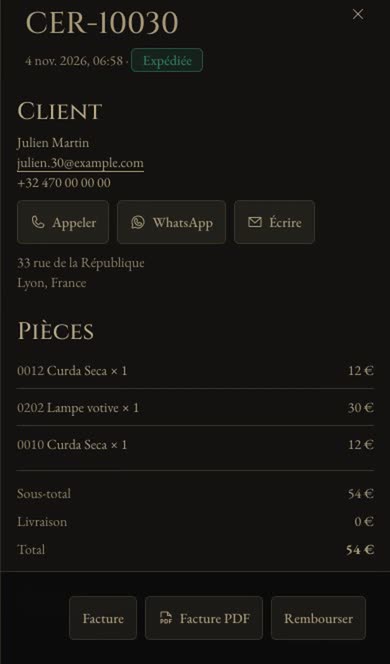 CER-10030
4 nov. 2026, 06:58 · Expédiée
Client
Julien Martin
julien.30@example.com
+32 470 00 00 00
Appeler WhatsApp Écrire
33 rue de la République
Lyon, France
Pièces
0012 Curda Seca × 1 12 €
0202 Lampe votive × 1 30 €
0010 Curda Seca × 1 12 €
Sous-total 54 €
Livraison 0 €
Total 54 €
Facture PDF Facture PDF Rembourser